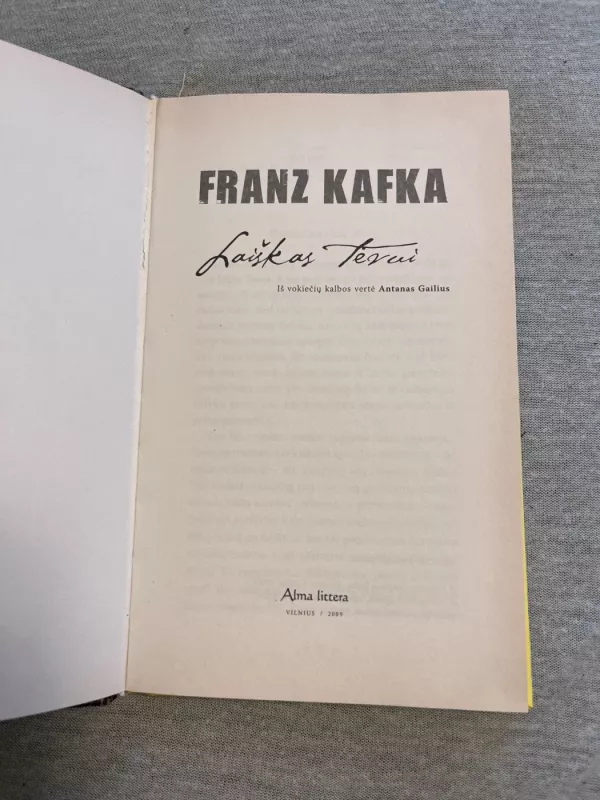 FRANZ KAFKA
Laiškas tėvui
Iš vokiečių kalbos vertė Antanas Gailius
Alma littera
VILNIUS / 2009